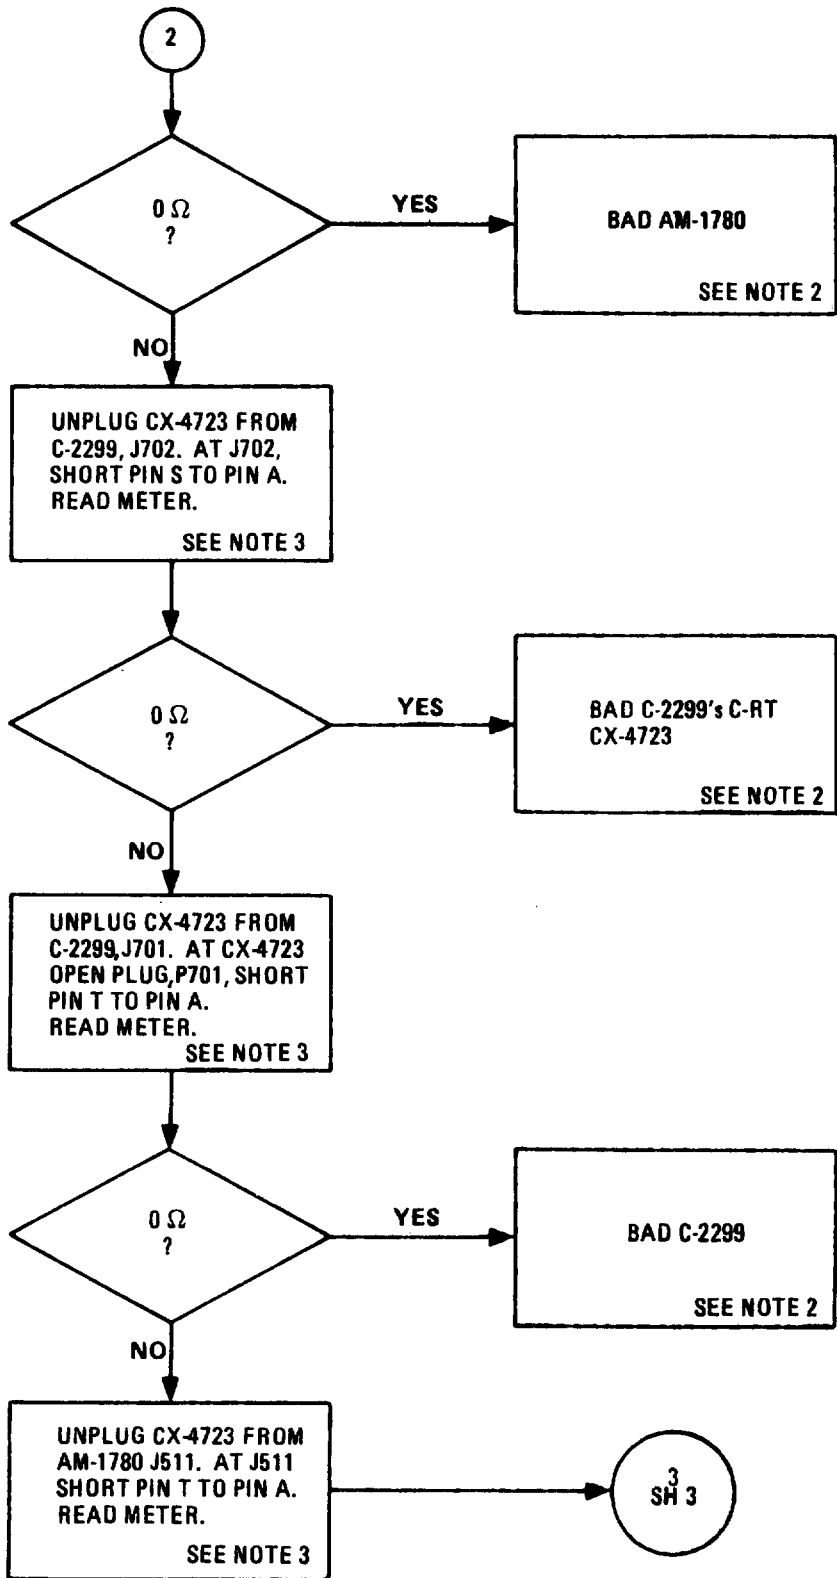 2
0 Ω
?
YES
BAD AM-1780
SEE NOTE 2
NO
UNPLUG CX-4723 FROM
C-2299, J702. AT J702,
SHORT PIN S TO PIN A.
READ METER.
SEE NOTE 3
0 Ω
?
YES
BAD C-2299's C-RT
CX-4723
SEE NOTE 2
NO
UNPLUG CX-4723 FROM
C-2299,J701. AT CX-4723
OPEN PLUG,P701, SHORT
PIN T TO PIN A.
READ METER.
SEE NOTE 3
0 Ω
?
YES
BAD C-2299
SEE NOTE 2
NO
UNPLUG CX-4723 FROM
AM-1780 J511. AT J511
SHORT PIN T TO PIN A.
READ METER.
SEE NOTE 3
3
SH 3